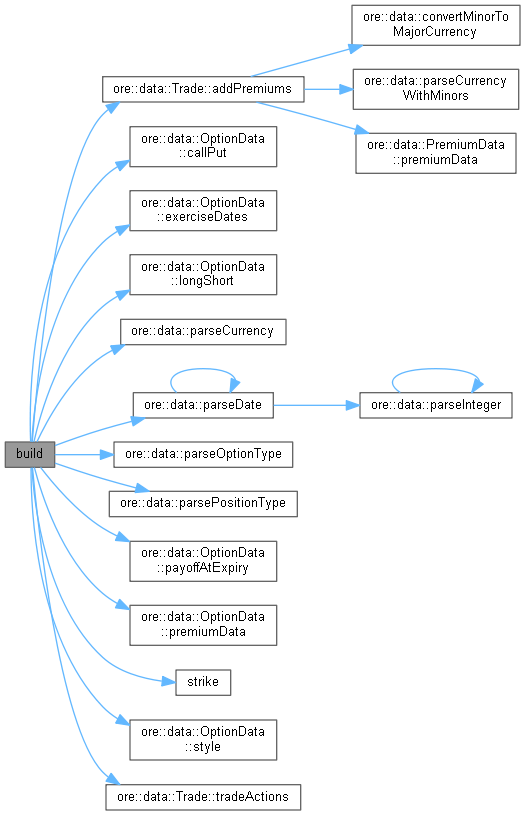 ore::data::convertMinorTo
MajorCurrency
ore::data::Trade::addPremiums
ore::data::parseCurrency
WithMinors
ore::data::PremiumData
::premiumData
ore::data::OptionData
::callPut
ore::data::OptionData
::exerciseDates
ore::data::OptionData
::longShort
ore::data::parseCurrency
ore::data::parseDate
ore::data::parseInteger
build
ore::data::parseOptionType
ore::data::parsePositionType
ore::data::OptionData
::payoffAtExpiry
ore::data::OptionData
::premiumData
strike
ore::data::OptionData
::style
ore::data::Trade::tradeActions